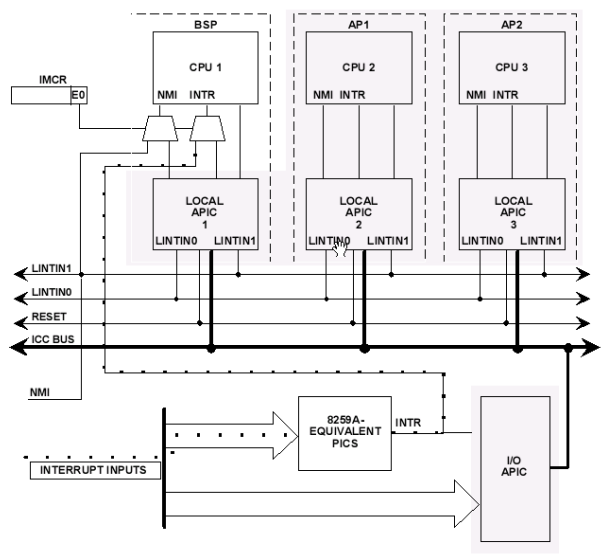 BSP AP1 AP2
CPU 1 CPU 2 CPU 3
IMCR
E0
NMI INTR NMI INTR NMI INTR
LOCAL APIC 1
LOCAL APIC 2
LOCAL APIC 3
LINTIN0 LINTIN1 LINTIN0 LINTIN1 LINTIN0 LINTIN1
LINTIN1
LINTIN0
RESET
ICC BUS
NMI
8259A-
EQUIVALENT
PICS
INTR
I/O
APIC
INTERRUPT INPUTS